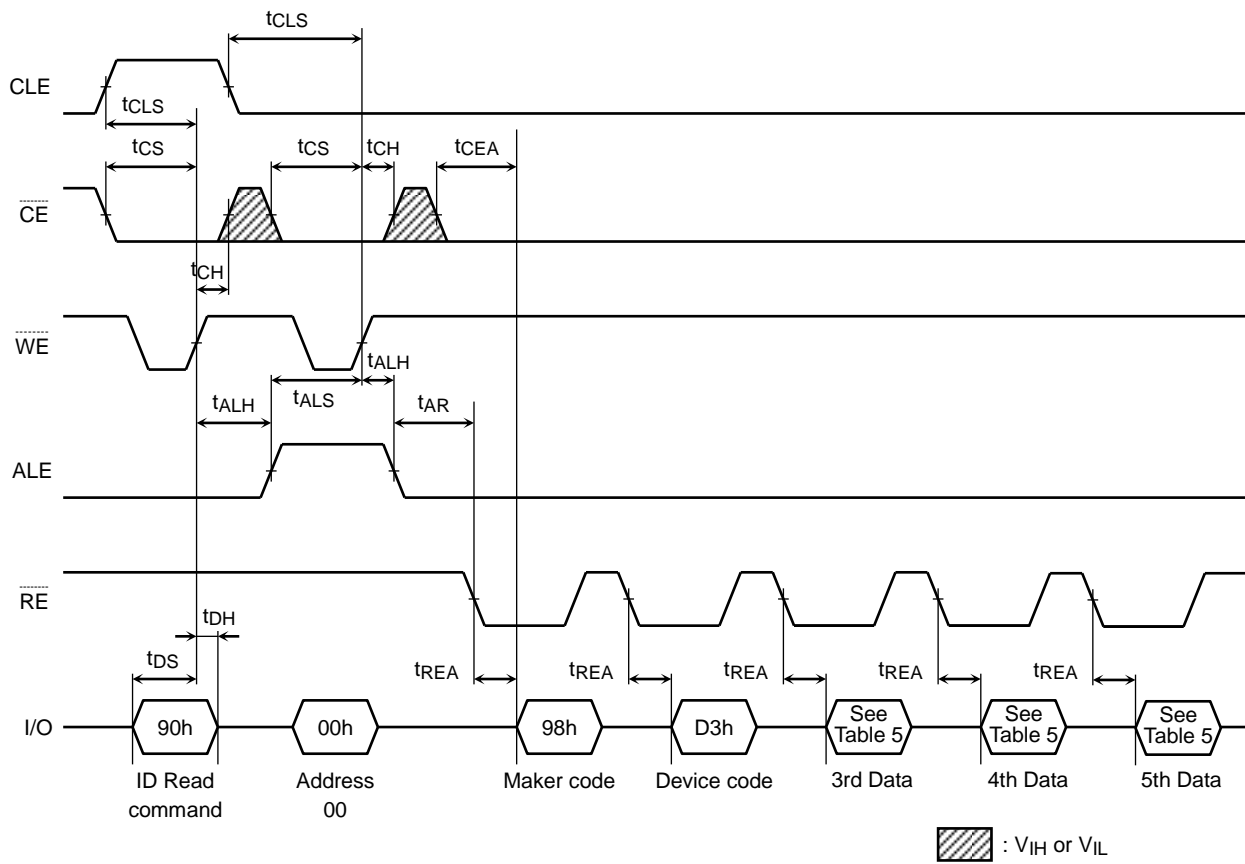 tCLS
CLE
tCLS
tCS
tCS
tCH
tCEA
CE
tCH
WE
tALH
tALH
tALS
tAR
ALE
RE
tDH
tDS
tREA
tREA
tREA
tREA
tREA
I/O
90h
00h
98h
D3h
See
Table 5
See
Table 5
See
Table 5
ID Read
command
Address
00
Maker code
Device code
3rd Data
4th Data
5th Data
: VIH or VIL